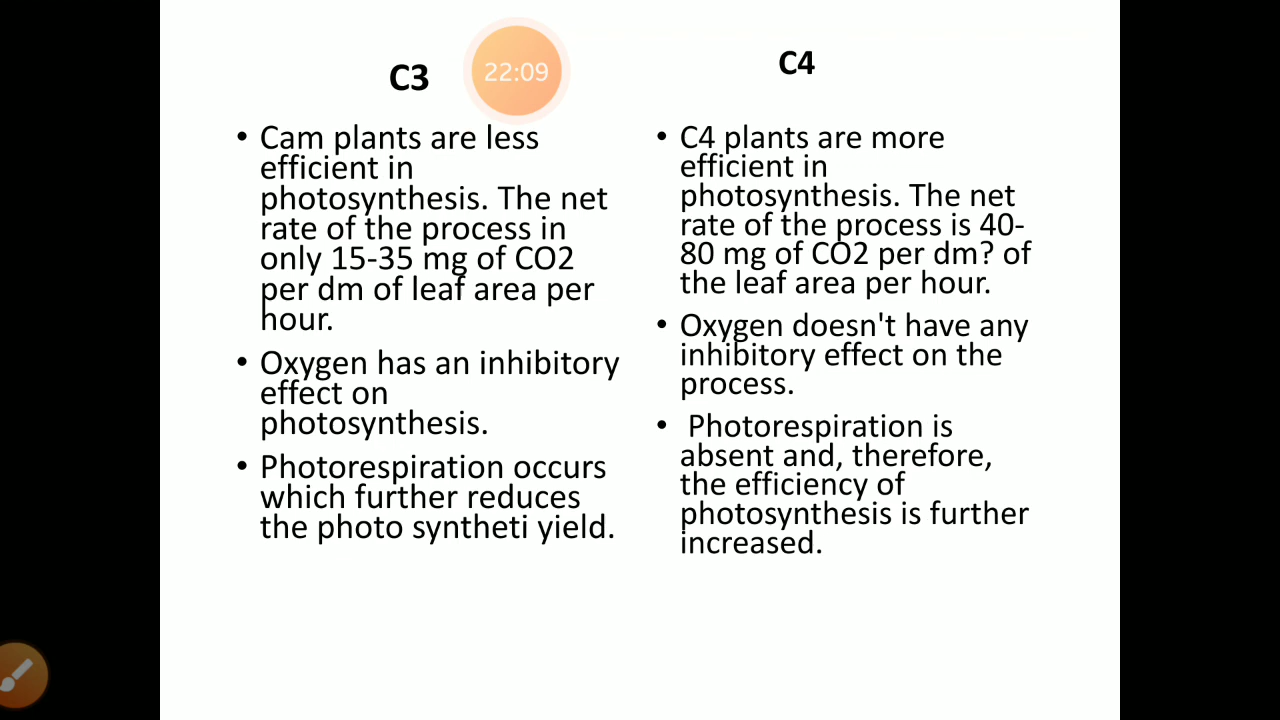 C3
22:09
• Cam plants are less
efficient in
photosynthesis. The net
rate of the process in
only 15-35 mg of CO2
per dm of leaf area per
hour.
• Oxygen has an inhibitory
effect on
photosynthesis.
• Photorespiration occurs
which further reduces
the photo syntheti yield.
C4
• C4 plants are more
efficient in
photosynthesis. The net
rate of the process is 40-
80 mg of CO2 per dm? of
the leaf area per hour.
• Oxygen doesn't have any
inhibitory effect on the
process.
• Photorespiration is
absent and, therefore,
the efficiency of
photosynthesis is further
increased.